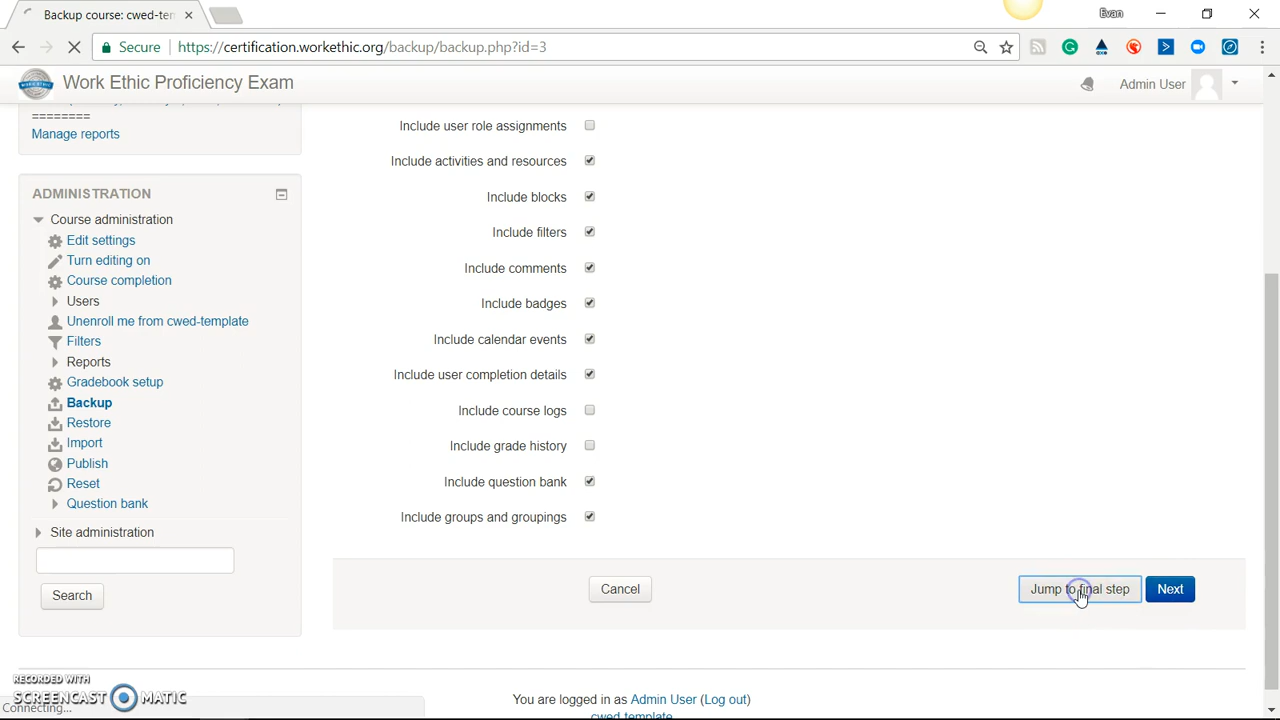 Backup course: cwed-ten
Evan
Secure
https://certification.workethic.org/backup/backup.php?id=3
Work Ethic Proficiency Exam
Admin User
========
Manage reports
ADMINISTRATION
Course administration
Edit settings
Turn editing on
Course completion
Users
Unenroll me from cwed-template
Filters
Reports
Gradebook setup
Backup
Restore
Import
Publish
Reset
Question bank
Site administration
Search
Include user role assignments
Include activities and resources
Include blocks
Include filters
Include comments
Include badges
Include calendar events
Include user completion details
Include course logs
Include grade history
Include question bank
Include groups and groupings
Cancel
Jump to final step
Next
You are logged in as Admin User (Log out)
cwed-template
RECORDED WITH
SCREENCAST MATIC
Connecting...